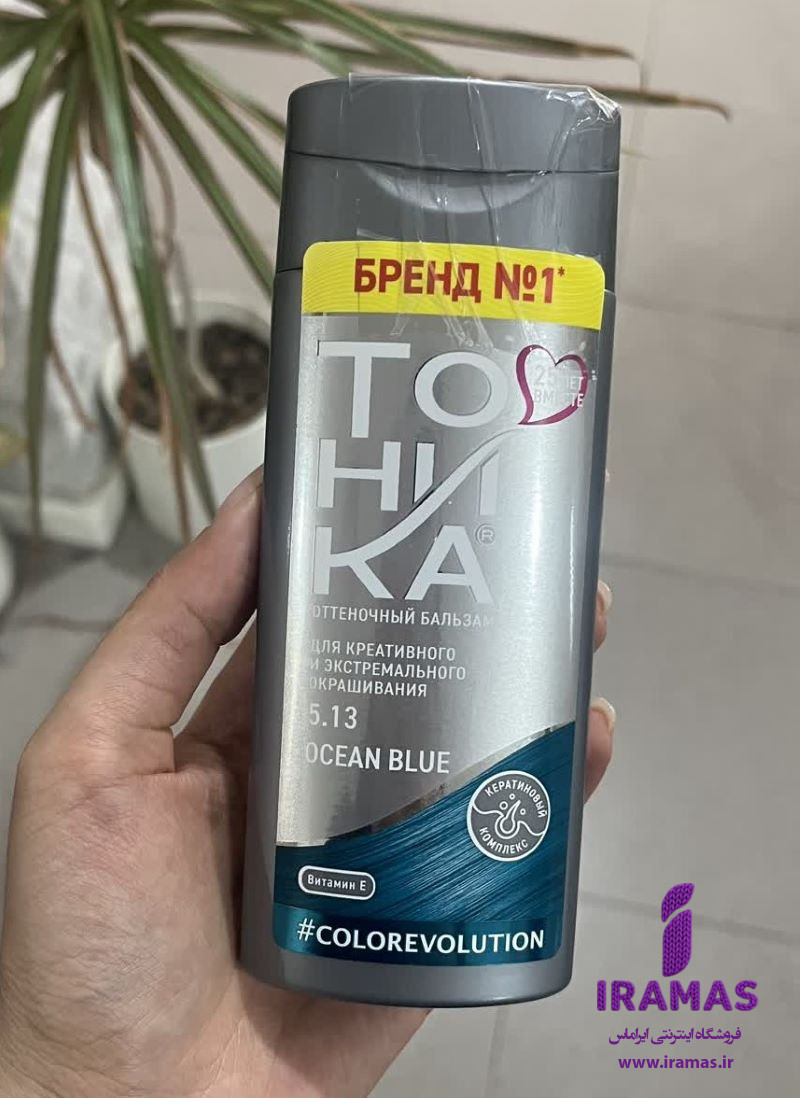 БРЕНД №1*
ТО
25 ЛЕТ
ВМЕСТЕ
НИ
КА®
ОТТЕНОЧНЫЙ БАЛЬЗАМ
ДЛЯ КРЕАТИВНОГО
И ЭКСТРЕМАЛЬНОГО
ОКРАШИВАНИЯ
5.13
OCEAN BLUE
КЕРАТИНОВЫЙ
КОМПЛЕКС
Витамин Е
#COLOREVOLUTION
IRAMAS
فروشگاه اینترنتی ایراماس
www.iramas.ir